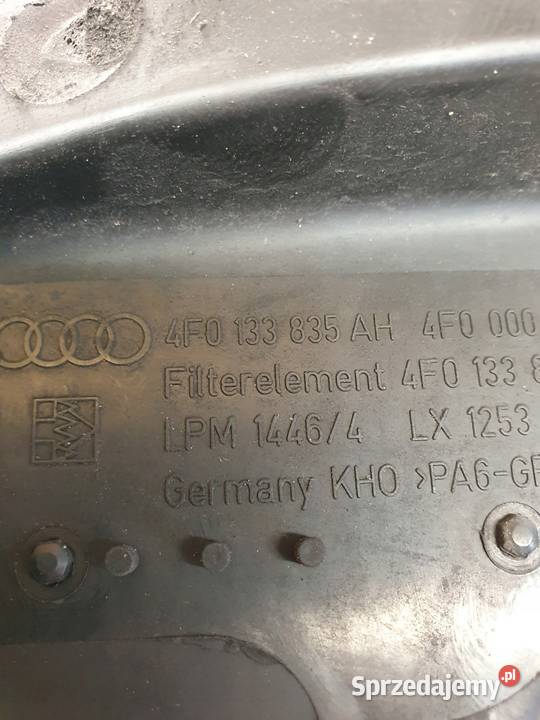 4F0 133 835 AH 4F0 000
Filterelement 4F0 133 8
LPM 1446/4 LX 1253
Germany KHO >PA6-GF
Sprzedajemy.pl